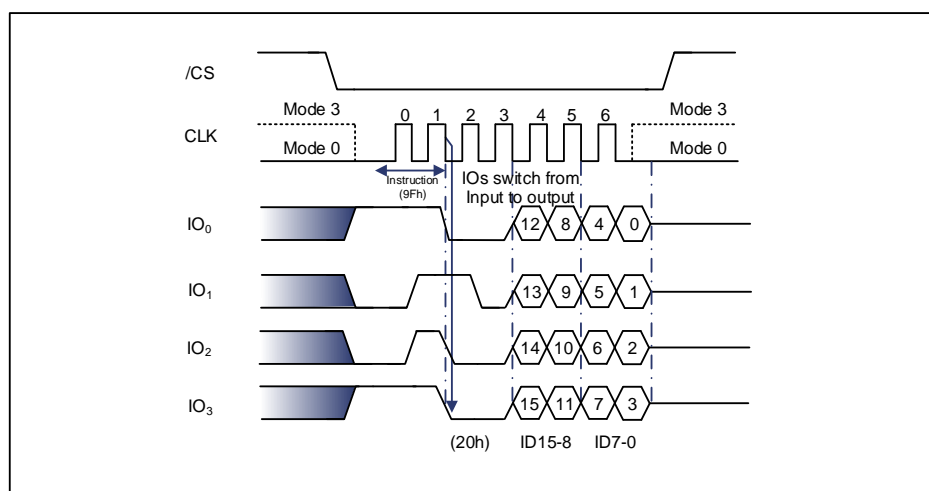 /CS
Mode 3
Mode 3
CLK
0 1 2 3 4 5 6
Mode 0
Mode 0
Instruction
(9Fh)
IOs switch from
Input to output
IO0
12 8 4 0
IO1
13 9 5 1
IO2
14 10 6 2
IO3
15 11 7 3
(20h)
ID15-8
ID7-0